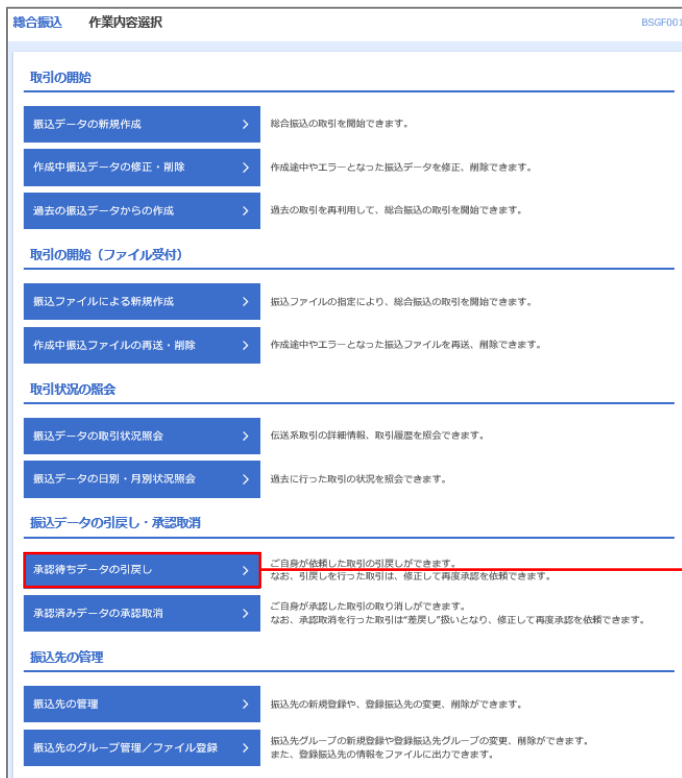 総合振込 作業内容選択 BSGF001
取引の開始
振込データの新規作成 総合振込の取引を開始できます。
作成中振込データの修正・削除 作成途中やエラーとなった振込データを修正、削除できます。
過去の振込データからの作成 過去の取引を再利用して、総合振込の取引を開始できます。
取引の開始（ファイル受付）
振込ファイルによる新規作成 振込ファイルの指定により、総合振込の取引を開始できます。
作成中振込ファイルの再送・削除 作成途中やエラーとなった振込ファイルを再送、削除できます。
取引状況の照会
振込データの取引状況照会 伝送系取引の詳細情報、取引履歴を照会できます。
振込データの日別・月別状況照会 過去に行った取引の状況を照会できます。
振込データの引戻し・承認取消
承認待ちデータの引戻し ご自身が依頼した取引の引戻しができます。
なお、引戻しを行った取引は、修正して再度承認を依頼できます。
承認済みデータの承認取消 ご自身が承認した取引の取り消しができます。
なお、承認取消を行った取引は“差戻し”扱いとなり、修正して再度承認を依頼できます。
振込先の管理
振込先の管理 振込先の新規登録や、登録振込先の変更、削除ができます。
振込先のグループ管理／ファイル登録 振込先グループの新規登録や登録振込先グループの変更、削除ができます。
また、登録振込先の情報をファイルに出力できます。